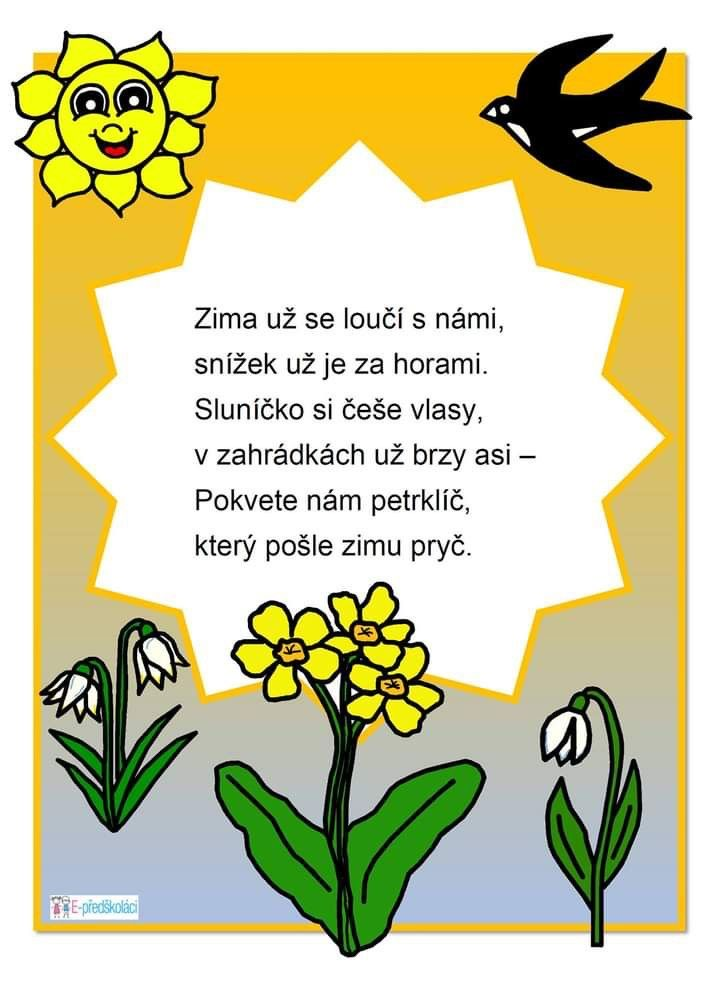 Zima už se loučí s námi,
snížek už je za horami.
Sluníčko si češe vlasy,
v zahrádkách už brzy asi –
Pokvete nám petrklíč,
který pošle zimu pryč.
E-předškoláci